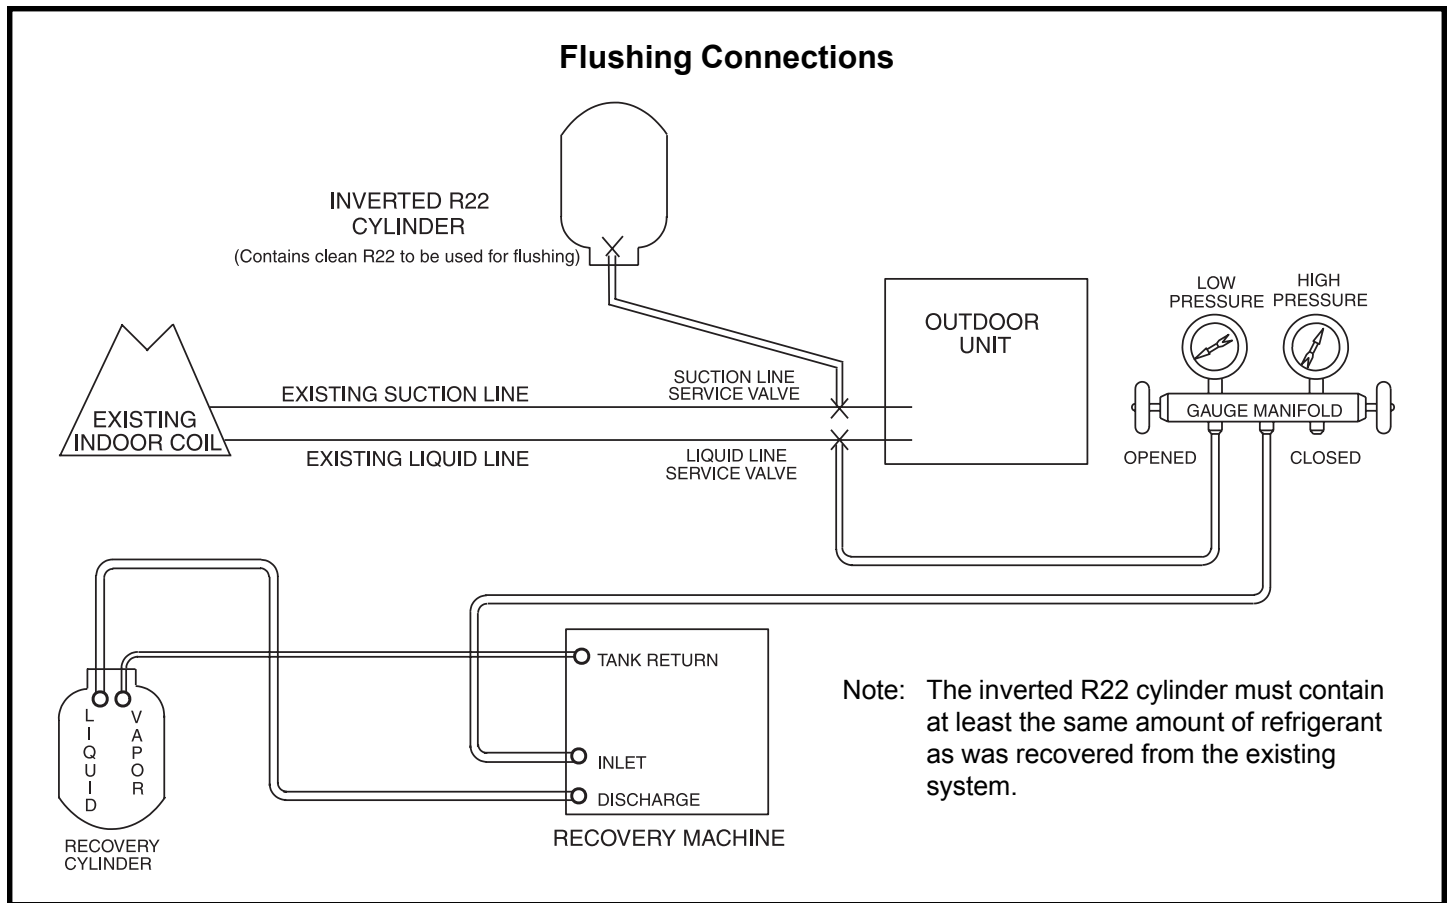 Flushing Connections
INVERTED R22
CYLINDER
(Contains clean R22 to be used for flushing)
LOW
PRESSURE
HIGH
PRESSURE
OUTDOOR
UNIT
EXISTING SUCTION LINE
SUCTION LINE
SERVICE VALVE
EXISTING
INDOOR COIL
GAUGE MANIFOLD
EXISTING LIQUID LINE
LIQUID LINE
SERVICE VALVE
OPENED
CLOSED
TANK RETURN
INLET
DISCHARGE
RECOVERY MACHINE
LIQUID
VAPOR
RECOVERY
CYLINDER
Note: The inverted R22 cylinder must contain
at least the same amount of refrigerant
as was recovered from the existing
system.